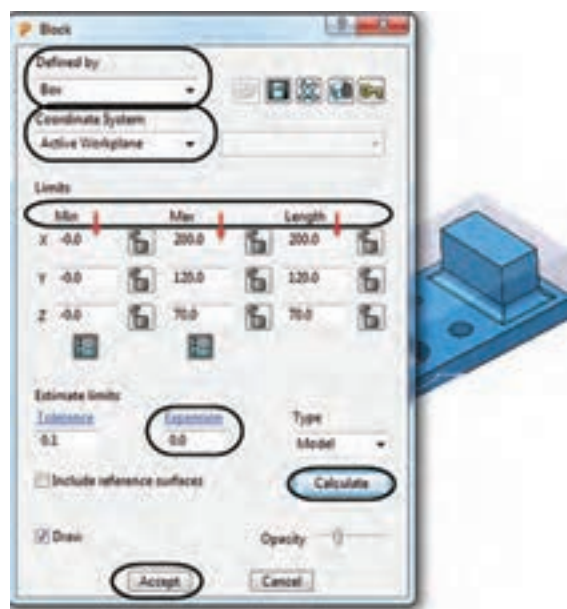 Block
Defined by
Box
Coordinate System
Active Workplane
Limits
Min Max Length
X -0.0 200.0 200.0
Y -0.0 120.0 120.0
Z -0.0 70.0 70.0
Estimate limits
Tolerance Expansion Type
0.1 0.0 Model
Include reference surfaces
Calculate
Draw Opacity
Accept Cancel